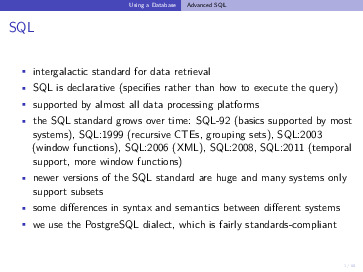 Using a Database Advanced SQL
SQL
intergalactic standard for data retrieval
SQL is declarative (specifies rather than how to execute the query)
supported by almost all data processing platforms
the SQL standard grows over time: SQL-92 (basics supported by most
systems), SQL:1999 (recursive CTEs, grouping sets), SQL:2003
(window functions), SQL:2006 (XML), SQL:2008, SQL:2011 (temporal
support, more window functions)
newer versions of the SQL standard are huge and many systems only
support subsets
some differences in syntax and semantics between different systems
we use the PostgreSQL dialect, which is fairly standards-compliant